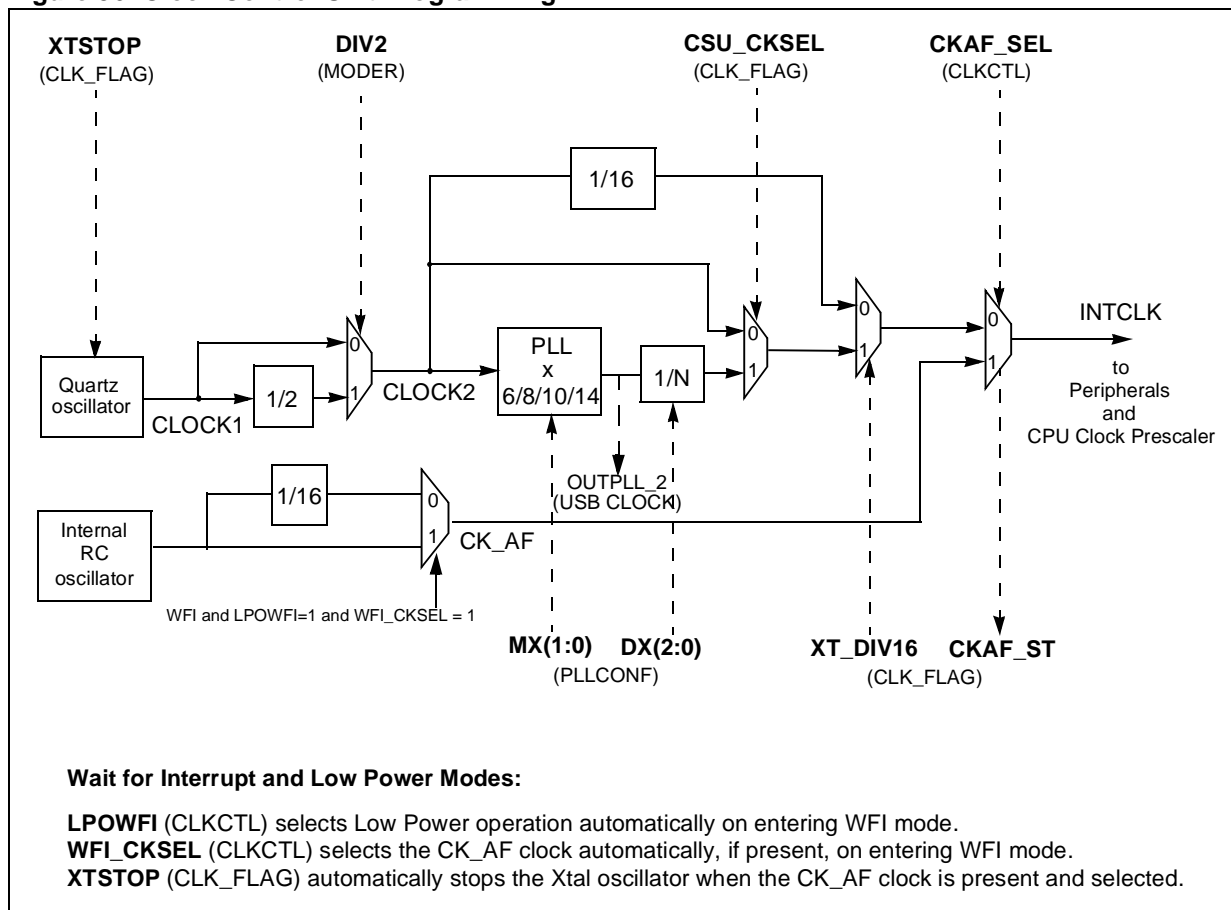 XTSTOP
(CLK_FLAG)
DIV2
(MODER)
CSU_CKSEL
(CLK_FLAG)
CKAF_SEL
(CLKCTL)
1/16
Quartz
oscillator
CLOCK1
1/2
0
1
CLOCK2
PLL
x
6/8/10/14
1/N
0
1
0
1
0
1
INTCLK
to
Peripherals
and
CPU Clock Prescaler
OUTPLL_2
(USB CLOCK)
Internal
RC
oscillator
1/16
0
1
CK_AF
WFI and LPOWFI=1 and WFI_CKSEL = 1
MX(1:0) DX(2:0)
(PLLCONF)
XT_DIV16 CKAF_ST
(CLK_FLAG)
Wait for Interrupt and Low Power Modes:
LPOWFI (CLKCTL) selects Low Power operation automatically on entering WFI mode.
WFI_CKSEL (CLKCTL) selects the CK_AF clock automatically, if present, on entering WFI mode.
XTSTOP (CLK_FLAG) automatically stops the Xtal oscillator when the CK_AF clock is present and selected.